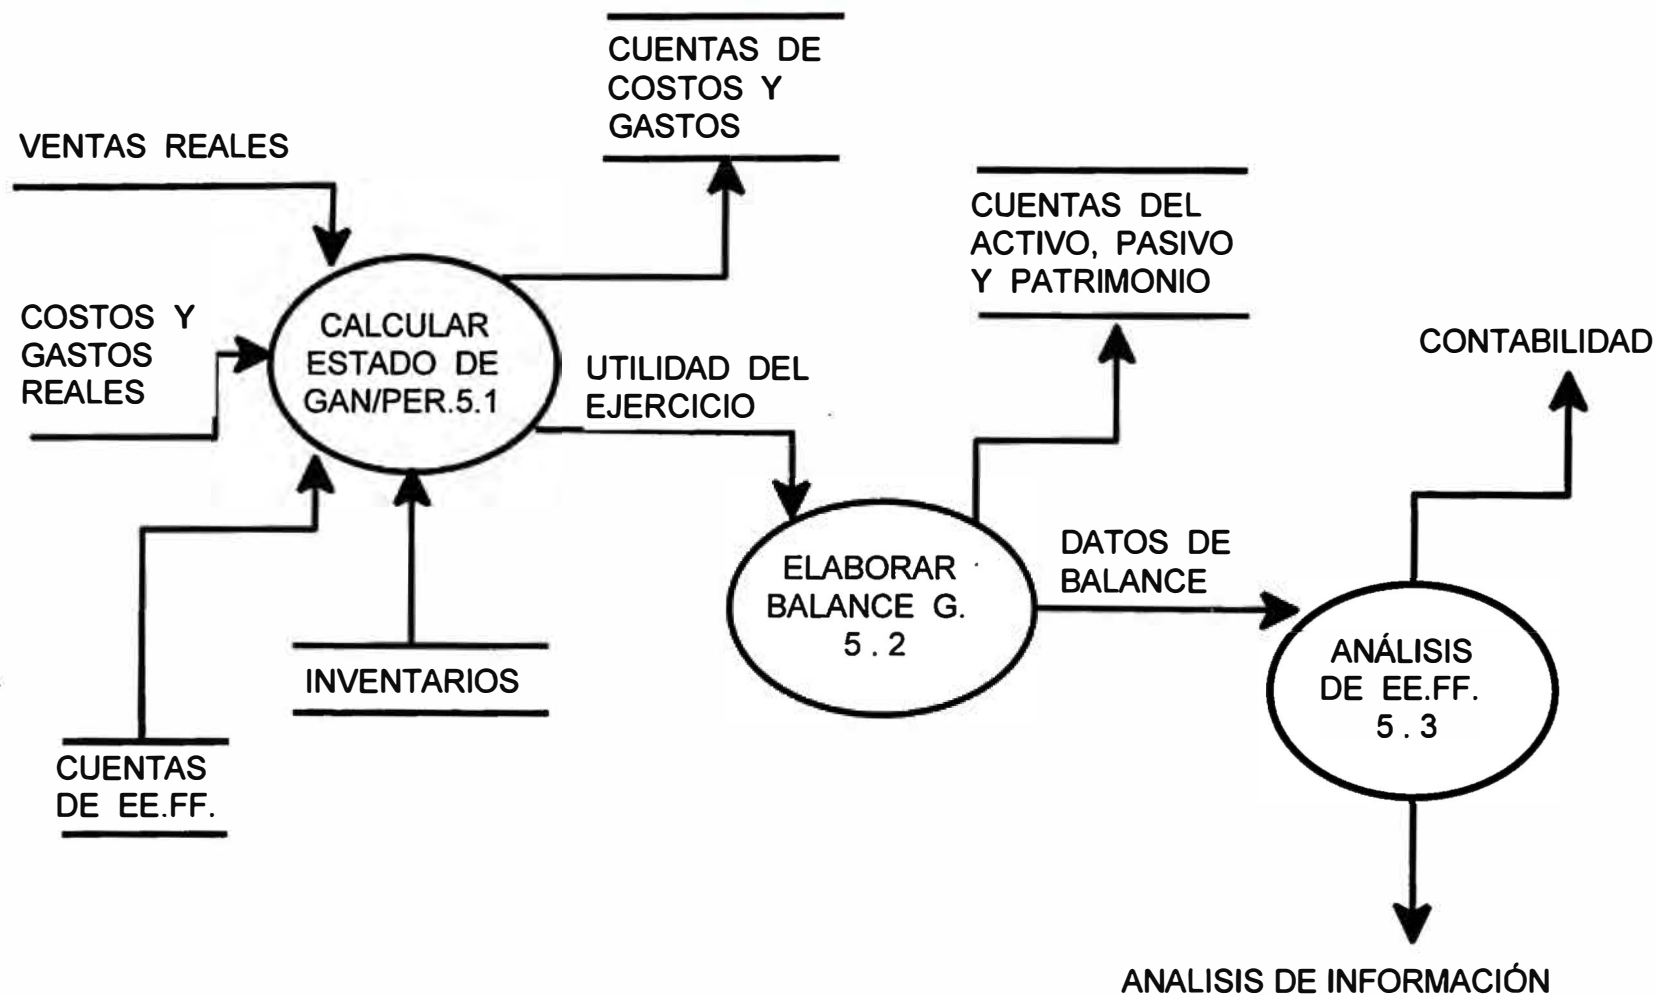 CUENTAS DE
COSTOS Y
GASTOS
VENTAS REALES
CUENTAS DEL
ACTIVO, PASIVO
Y PATRIMONIO
COSTOS Y
GASTOS
REALES
CALCULAR
ESTADO DE
GAN/PER.5.1
UTILIDAD DEL
EJERCICIO
CONTABILIDAD
ELABORAR
BALANCE G.
5 . 2
DATOS DE
BALANCE
ANÁLISIS
DE EE.FF.
5 . 3
INVENTARIOS
CUENTAS
DE EE.FF.
ANALISIS DE INFORMACIÓN